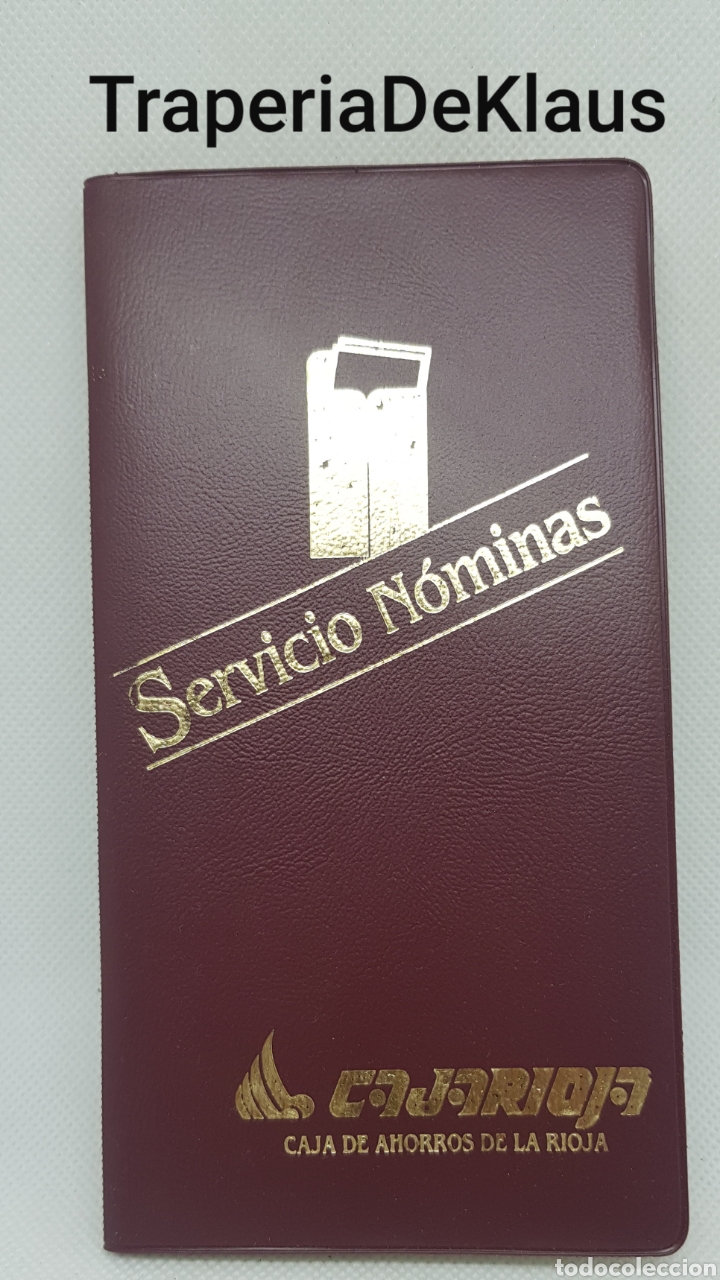 TraperiaDeKlaus
Servicio Nóminas
CAJARIOJA
CAJA DE AHORROS DE LA RIOJA
todocoleccion